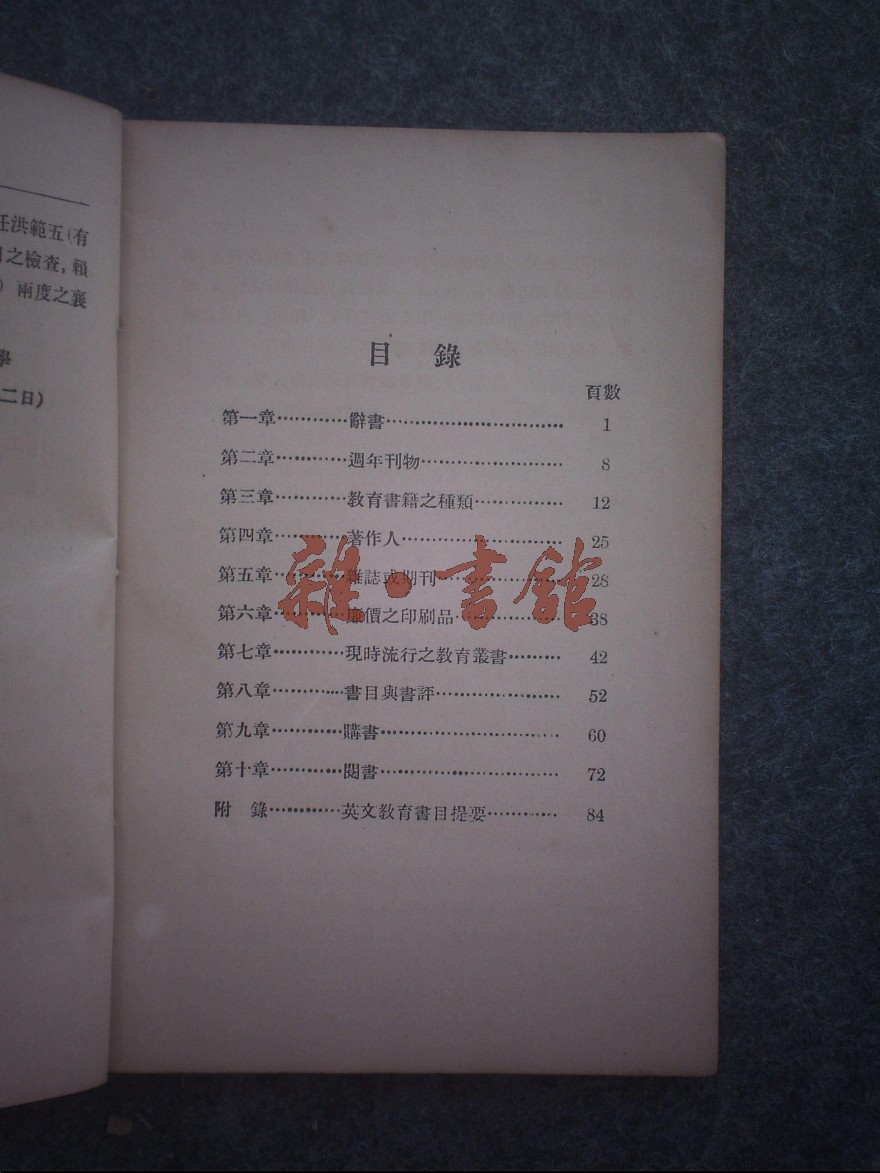 任洪範五(有
之檢查,賴
) 兩度之襄
學
二日)
目 錄
頁數
第一章…………辭書…………………………1
第二章…………週年刊物……………………8
第三章…………教育書籍之種類……………12
第四章…………著作人………………………25
第五章…………雜誌或期刊…………………28
第六章…………廉價之印刷品………………38
第七章…………現時流行之教育叢書………42
第八章…………書目與書評…………………52
第九章…………購書…………………………60
第十章…………閱書…………………………72
附 錄…………英文教育書目提要…………84
雜·書館